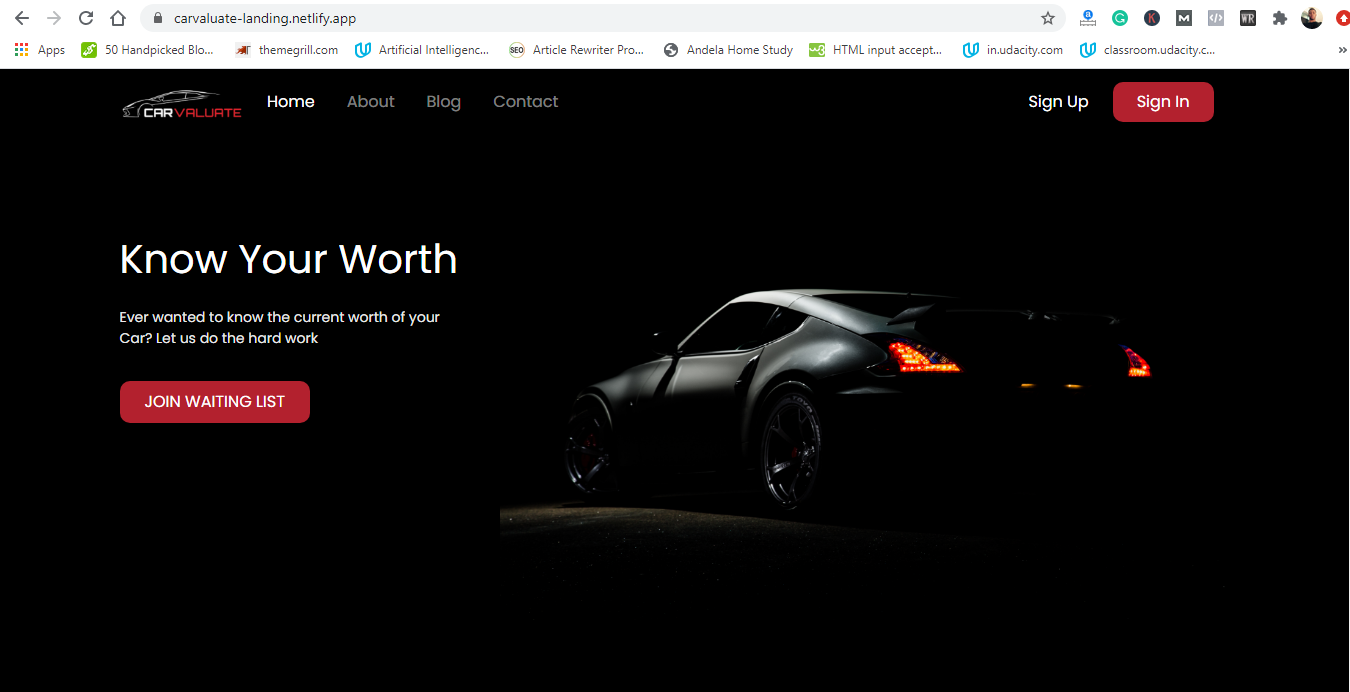 carvaluate-landing.netlify.app
Apps
50 Handpicked Blo...
themegrill.com
Artificial Intelligenc...
SEO
Article Rewriter Pro...
Andela Home Study
HTML input accept...
in.udacity.com
classroom.udacity.c...
CARVALUATE
Home
About
Blog
Contact
Sign Up
Sign In
Know Your Worth
Ever wanted to know the current worth of your
Car? Let us do the hard work
JOIN WAITING LIST